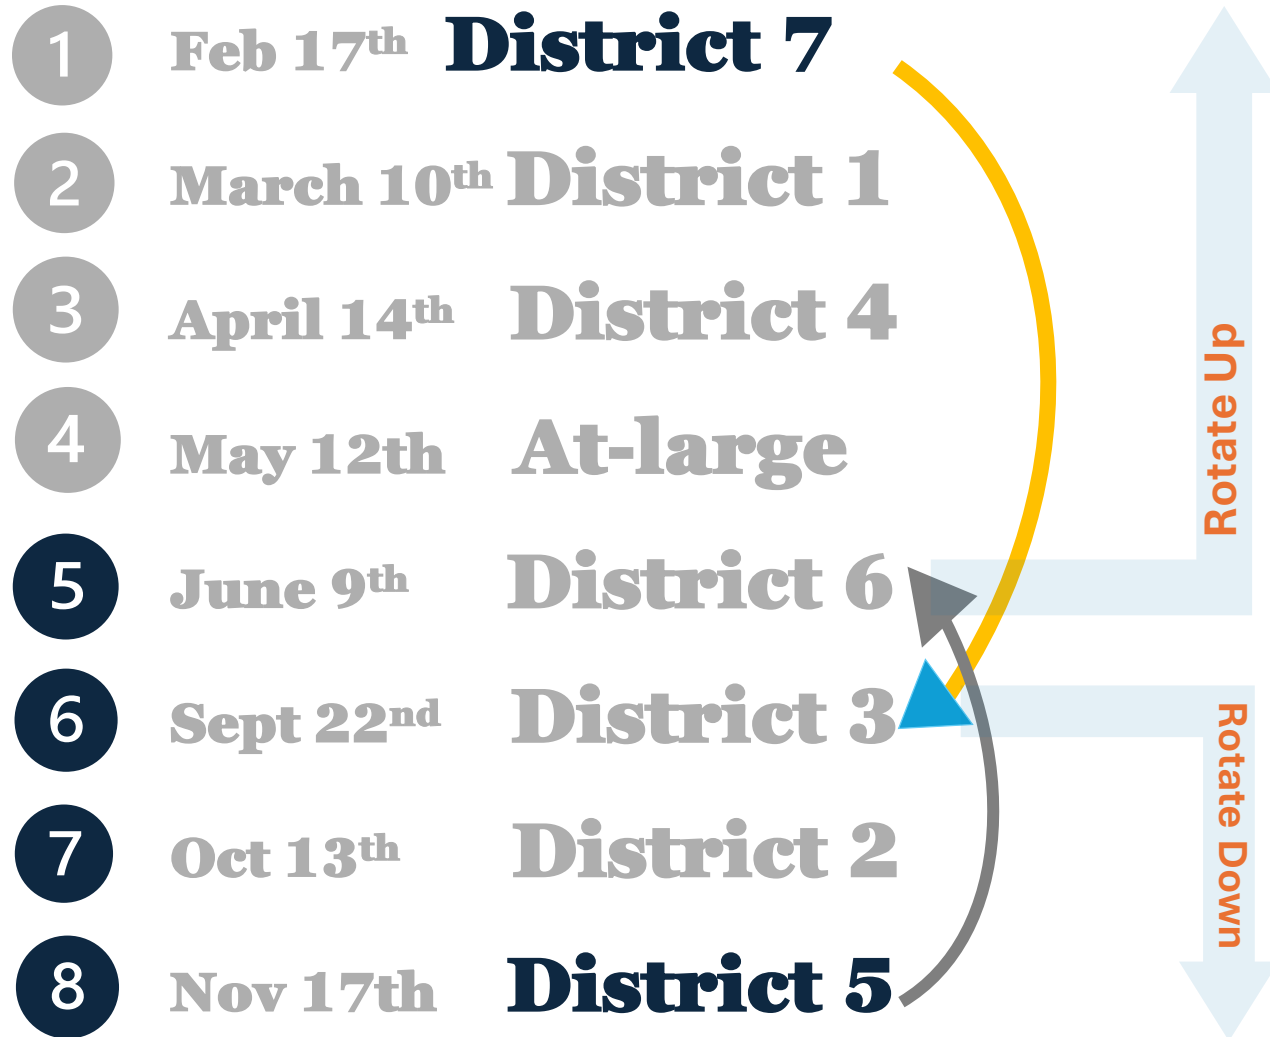 1 Feb 17th District 7
2 March 10th District 1
3 April 14th District 4
4 May 12th At-large
5 June 9th District 6
6 Sept 22nd District 3
7 Oct 13th District 2
8 Nov 17th District 5
Rotate Up
Rotate Down